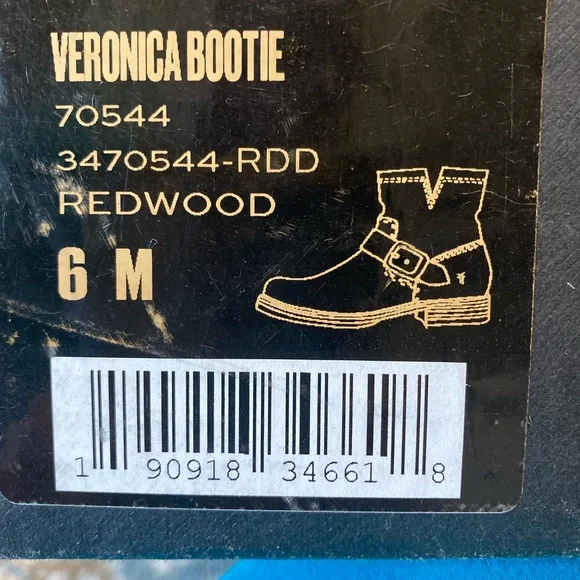 VERONICA BOOTIE
70544
3470544-RDD
REDWOOD
6 M
1 90918 34661 8